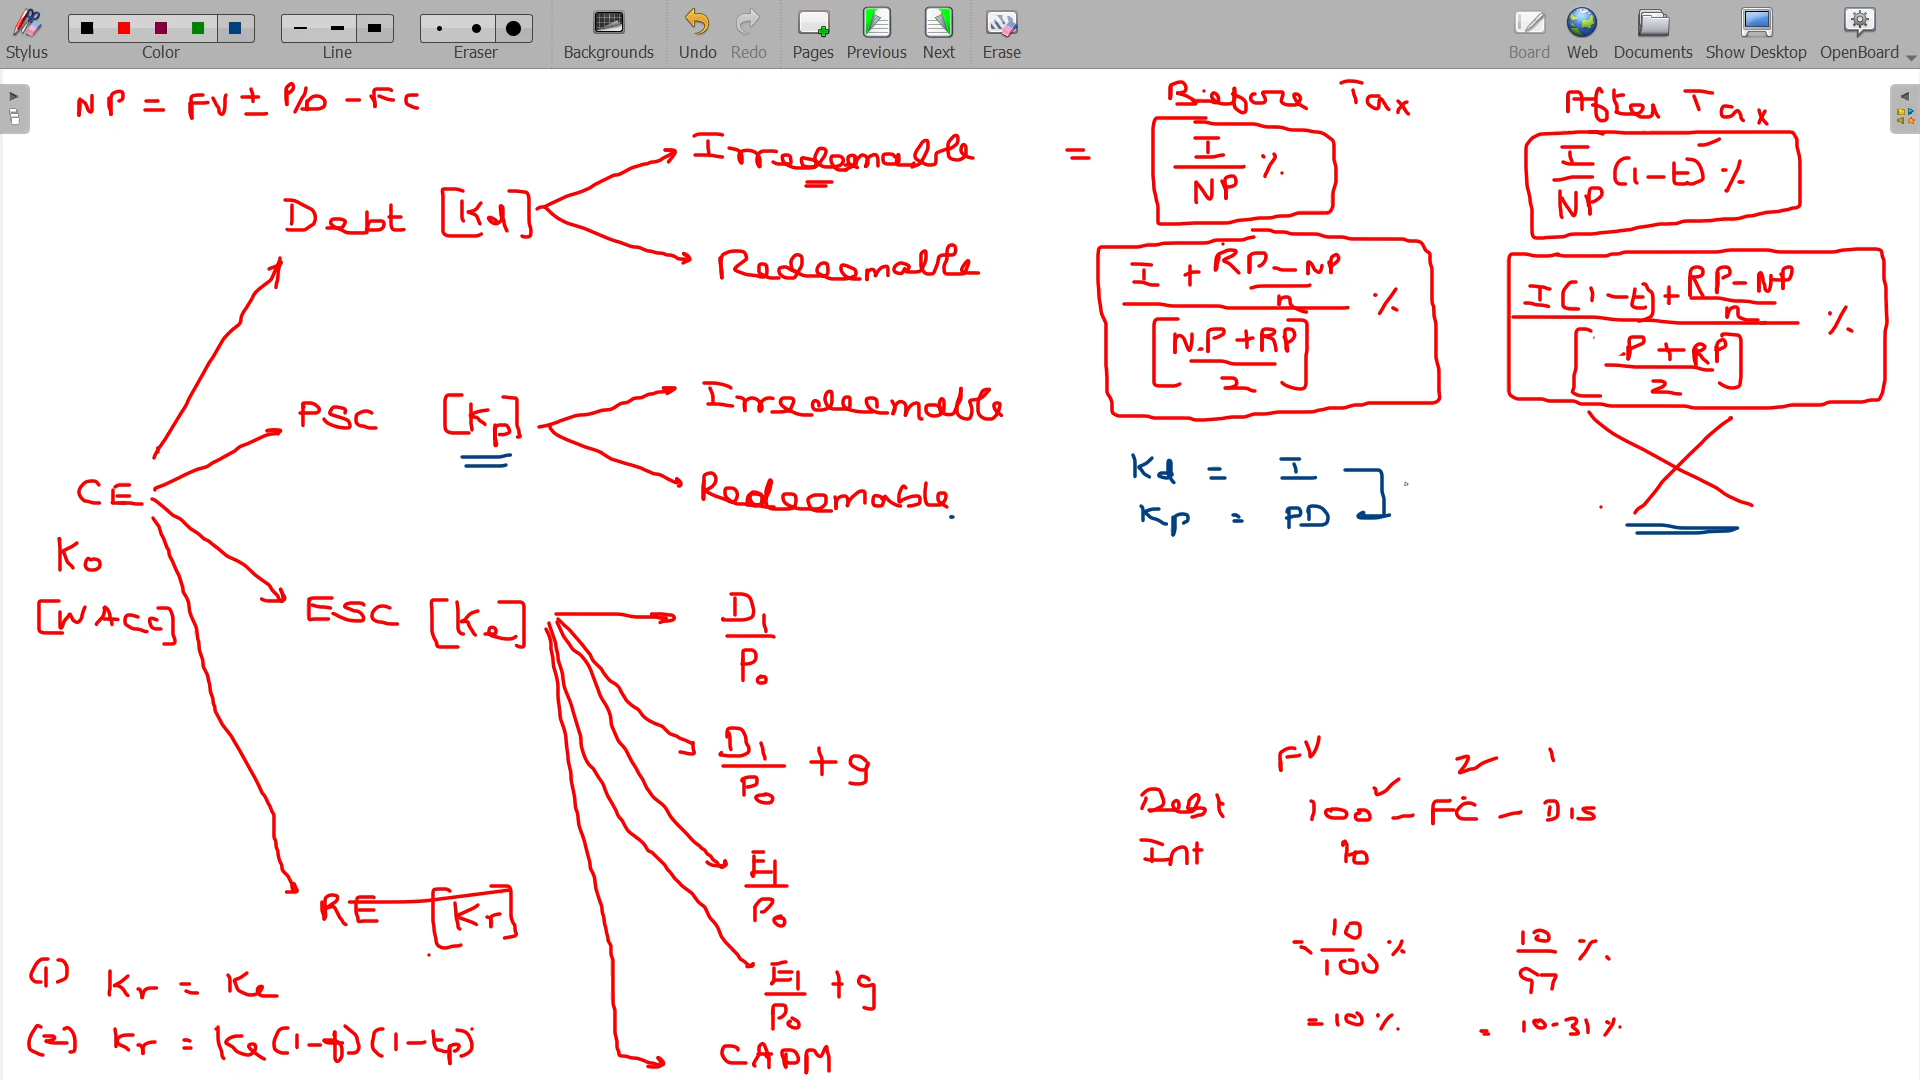 Stylus
Color
Line
Eraser
Backgrounds
Undo
Redo
Pages
Previous
Next
Erase
Board
Web
Documents
Show Desktop
OpenBoard
NP = FV ± P/D - FC
Before Tax
After Tax
Irredeemable
=
I/NP %
I/NP (1-t) %
Debt [Kd]
Redeemable
I + RP-NP/n
[NP+RP/2] %
I(1-t) + RP-NP/n
[P+RP/2] %
PSC [Kp]
Irredeemable
Redeemable
Kd = I
Kp = PD
CE
Ko
[WACC]
ESC [Ke]
D1/P0
D1/P0 + g
E1/P0
E1/P0 + g
CAPM
RE [Kr]
(1) Kr = Ke
(2) Kr = Ke(1-f)(1-tp)
FV 2 1
Debt 100 - FC - DIS
Int 10
= 10/100 %
10/97 %
= 10 %
= 10.31 %